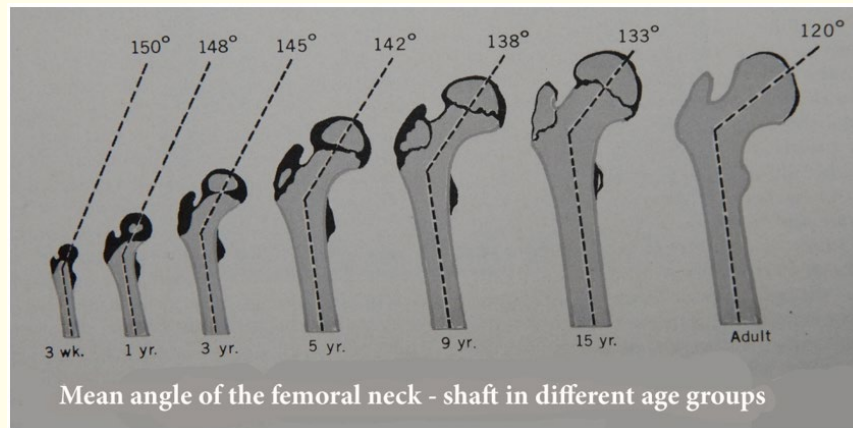 150° 148° 145° 142° 138° 133° 120°
3 wk. 1 yr. 3 yr. 5 yr. 9 yr. 15 yr. Adult
Mean angle of the femoral neck - shaft in different age groups